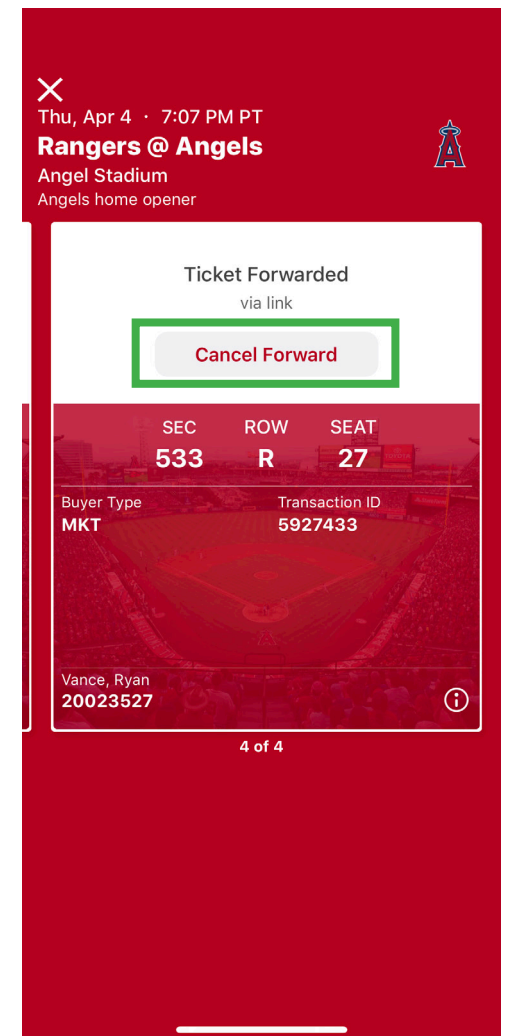 Thu, Apr 4 · 7:07 PM PT
Rangers @ Angels
Angel Stadium
Angels home opener
Ticket Forwarded
via link
Cancel Forward
SEC ROW SEAT
533 R 27
Buyer Type Transaction ID
MKT 5927433
Vance, Ryan
20023527
4 of 4